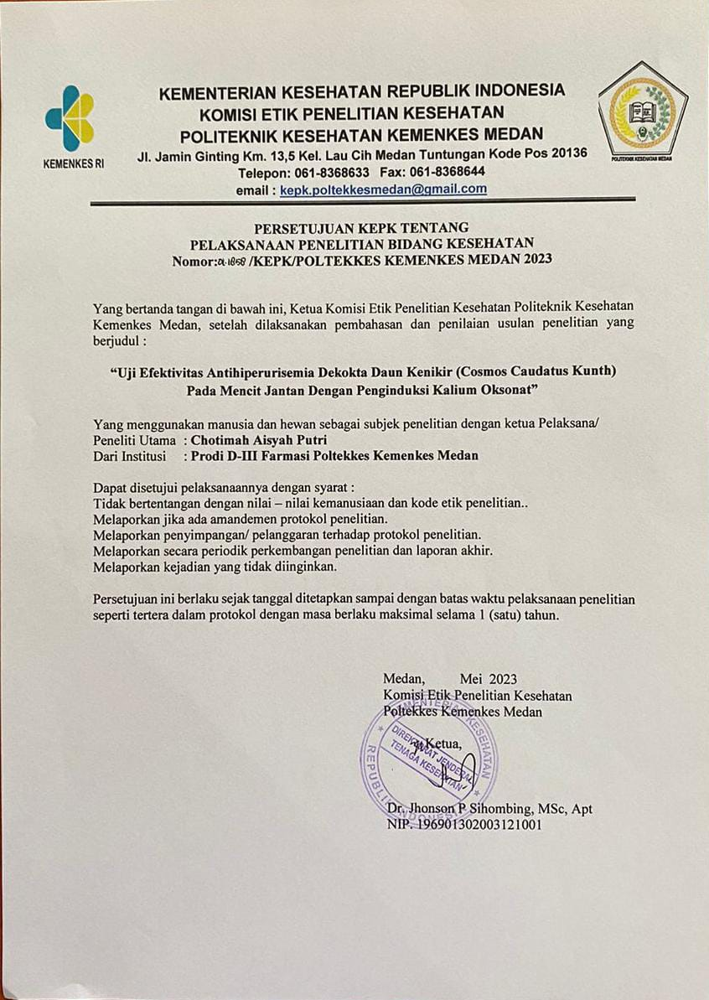 KEMENKES RI
KEMENTERIAN KESEHATAN REPUBLIK INDONESIA
KOMISI ETIK PENELITIAN KESEHATAN
POLITEKNIK KESEHATAN KEMENKES MEDAN
Jl. Jamin Ginting Km. 13,5 Kel. Lau Cih Medan Tuntungan Kode Pos 20136
Telepon: 061-8368633 Fax: 061-8368644
email : kepk.poltekkesmedan@gmail.com
POLITEKNIK KESEHATAN MEDAN
PERSETUJUAN KEPK TENTANG
PELAKSANAAN PENELITIAN BIDANG KESEHATAN
Nomor: /KEPK/POLTEKKES KEMENKES MEDAN 2023
Yang bertanda tangan di bawah ini, Ketua Komisi Etik Penelitian Kesehatan Politeknik Kesehatan
Kemenkes Medan, setelah dilaksanakan pembahasan dan penilaian usulan penelitian yang
berjudul :
“Uji Efektivitas Antihiperurisemia Dekokta Daun Kenikir (Cosmos Caudatus Kunth)
Pada Mencit Jantan Dengan Penginduksi Kalium Oksonat”
Yang menggunakan manusia dan hewan sebagai subjek penelitian dengan ketua Pelaksana/
Peneliti Utama : Chotimah Aisyah Putri
Dari Institusi : Prodi D-III Farmasi Poltekkes Kemenkes Medan
Dapat disetujui pelaksanaannya dengan syarat :
Tidak bertentangan dengan nilai – nilai kemanusiaan dan kode etik penelitian..
Melaporkan jika ada amandemen protokol penelitian.
Melaporkan penyimpangan/ pelanggaran terhadap protokol penelitian.
Melaporkan secara periodik perkembangan penelitian dan laporan akhir.
Melaporkan kejadian yang tidak diinginkan.
Persetujuan ini berlaku sejak tanggal ditetapkan sampai dengan batas waktu pelaksanaan penelitian
seperti tertera dalam protokol dengan masa berlaku maksimal selama 1 (satu) tahun.
Medan, Mei 2023
Komisi Etik Penelitian Kesehatan
Poltekkes Kemenkes Medan
Ketua,
KEMENTERIAN KESEHATAN
DIREKTORAT JENDERAL
TENAGA KESEHATAN
REPUBLIK INDONESIA
Dr. Jhonson P Sihombing, MSc, Apt
NIP. 196901302003121001